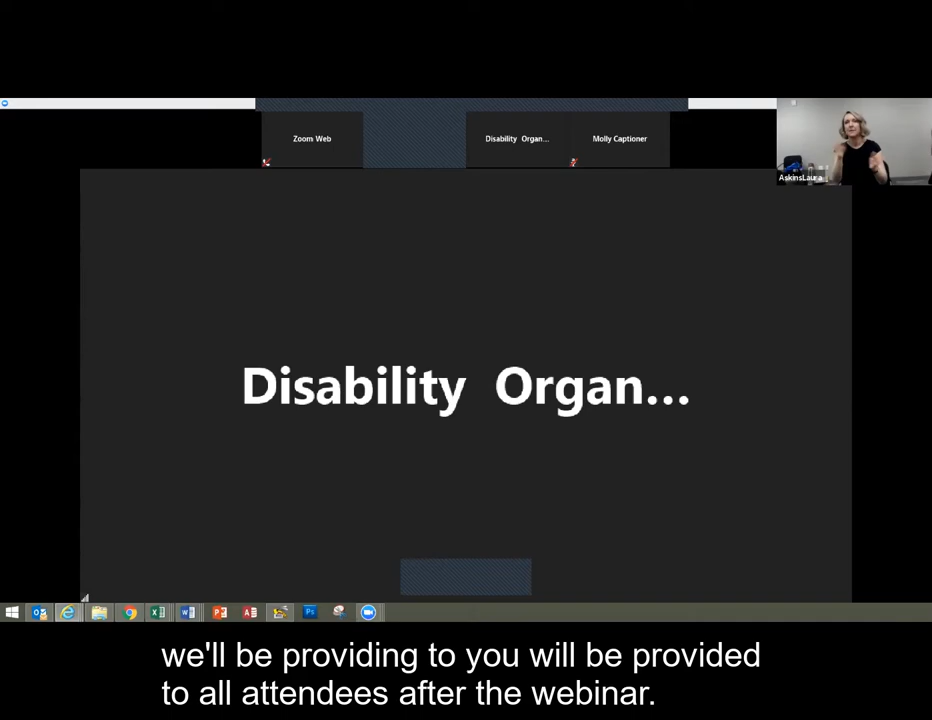 Zoom Web
Disability Organ...
Molly Captioner
AskinsLaura
Disability Organ...
we'll be providing to you will be provided
to all attendees after the webinar.